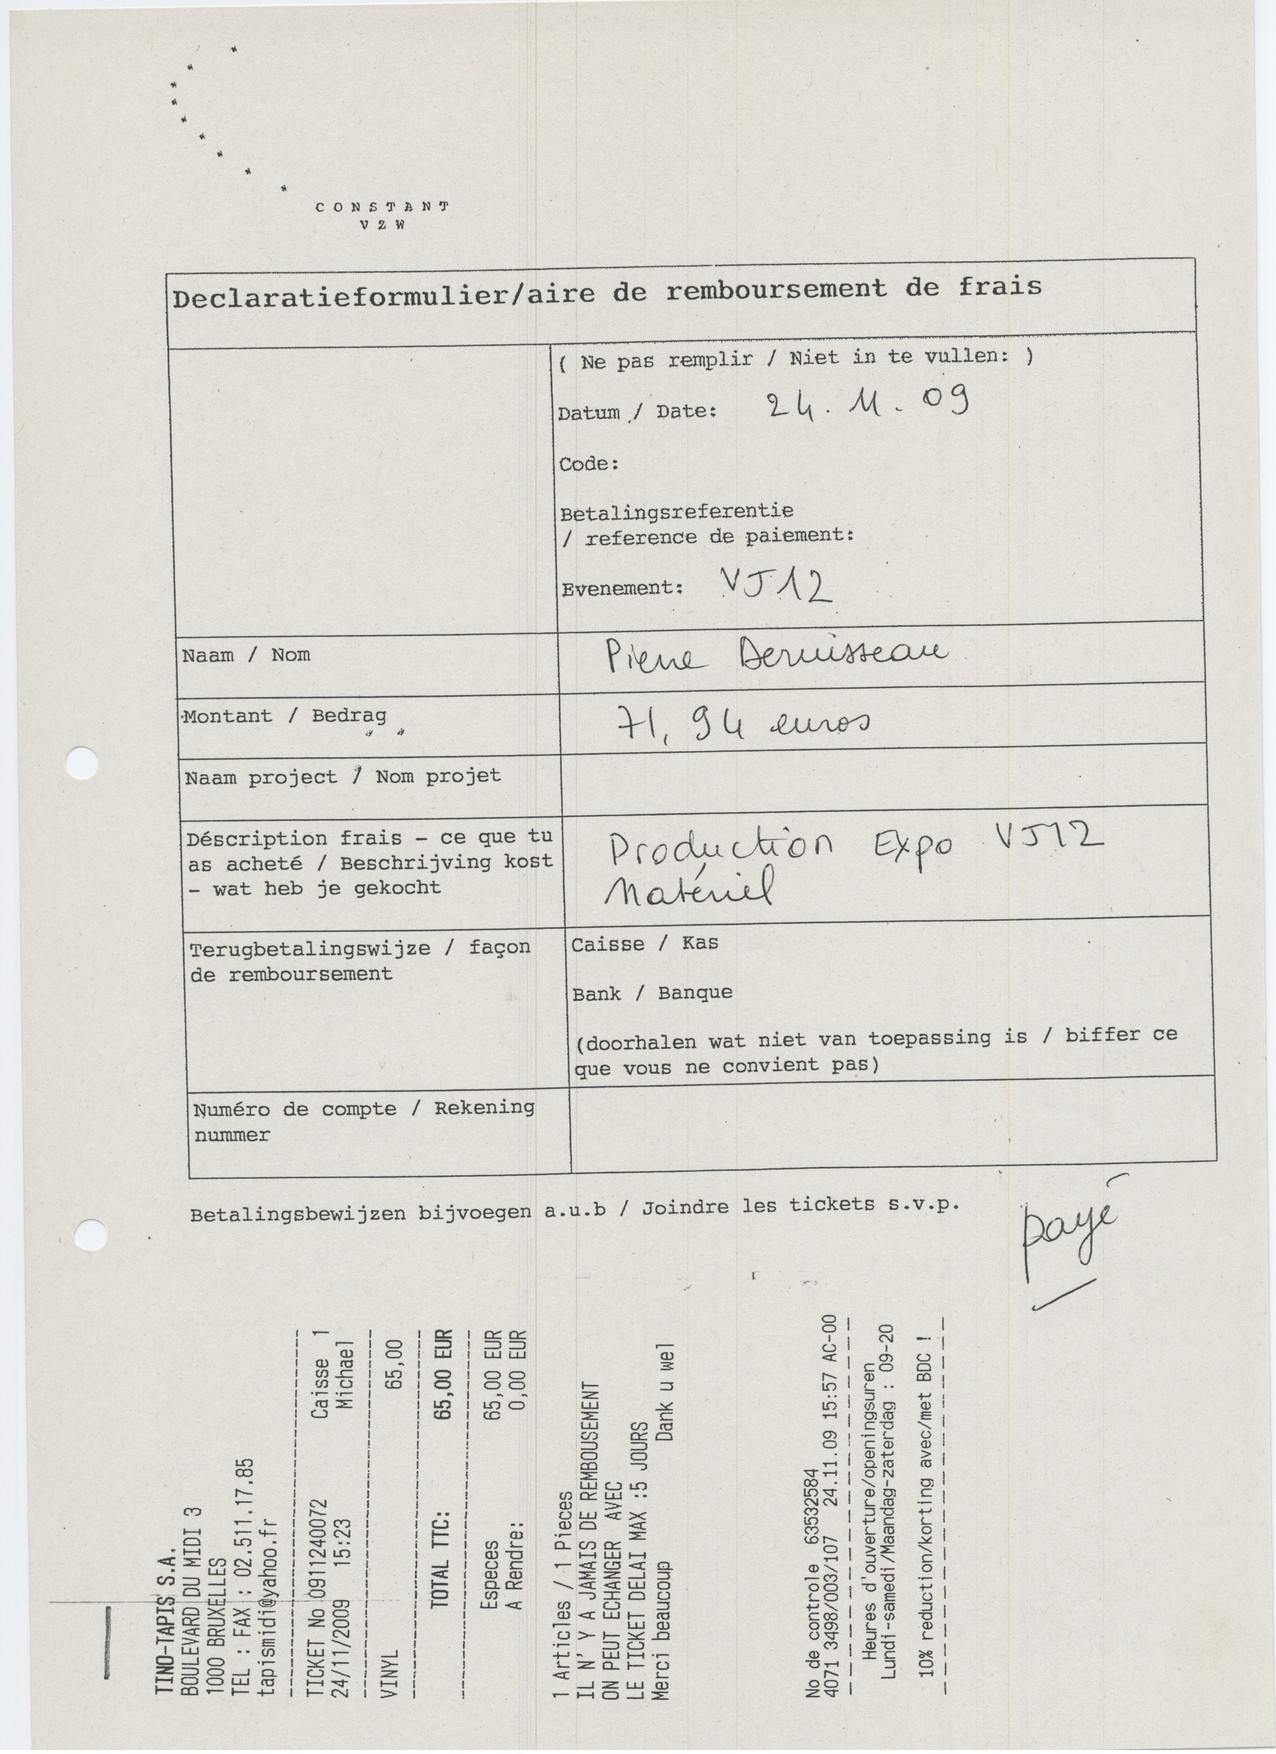 CONSTANT
VZW
Declaratieformulier/aire de remboursement de frais
( Ne pas remplir / Niet in te vullen: )
Datum / Date: 24.11.09
Code:
Betalingsreferentie
/ reference de paiement:
Evenement: VJ12
Naam / Nom
Pierre Deruisseau
Montant / Bedrag
71,94 euros
Naam project / Nom projet
Déscription frais - ce que tu
as acheté / Beschrijving kost
- wat heb je gekocht
Production Expo VJ12
Matériel
Terugbetalingswijze / façon
de remboursement
Caisse / Kas
Bank / Banque
(doorhalen wat niet van toepassing is / biffer ce
que vous ne convient pas)
Numéro de compte / Rekening
nummer
Betalingsbewijzen bijvoegen a.u.b / Joindre les tickets s.v.p.
payé
TINO-TAPIS S.A.
BOULEVARD DU MIDI 3
1000 BRUXELLES
TEL : FAX : 02.511.17.85
tapismidi@yahoo.fr
TICKET No 0911240072 Caisse 1
24/11/2009 15:23 Michael
VINYL 65,00
TOTAL TTC: 65,00 EUR
Especes 65,00 EUR
A Rendre: 0,00 EUR
1 Articles / 1 Pieces
IL N' Y A JAMAIS DE REMBOUSEMENT
ON PEUT ECHANGER AVEC
LE TICKET DELAI MAX :5 JOURS
Merci beaucoup Dank u wel
No de controle 63532584
4071 3498/003/107 24.11.09 15:57 AC-00
Heures d'ouverture/openingsuren
Lundi-samedi/Maandag-zaterdag : 09-20
10% reduction/korting avec/met BDC !